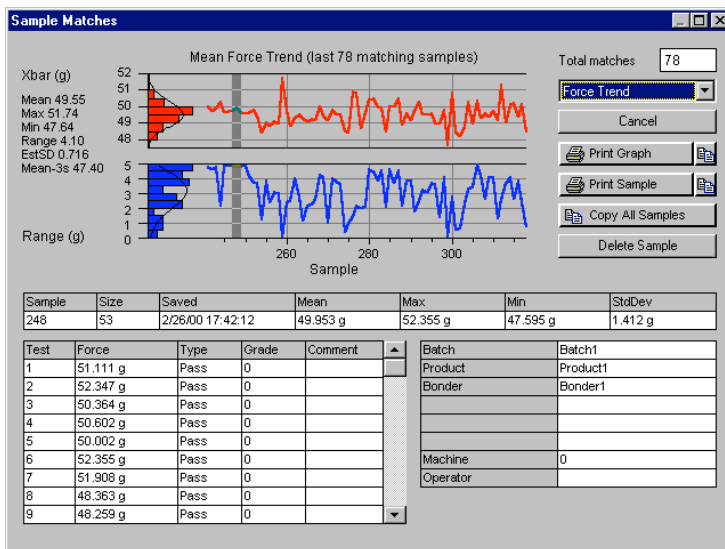 Sample Matches
Mean Force Trend (last 78 matching samples)
Total matches 78
Xbar (g)
Mean 49.55
Max 51.74
Min 47.64
Range 4.10
EstSD 0.716
Mean-3s 47.40
52
51
50
49
48
5
4
3
2
1
0
Range (g)
260 280 300
Sample
Force Trend
Cancel
Print Graph
Print Sample
Copy All Samples
Delete Sample
Sample Size Saved Mean Max Min StdDev
248 53 2/26/00 17:42:12 49.953 g 52.355 g 47.595 g 1.412 g
Test Force Type Grade Comment
1 51.111 g Pass 0
2 52.347 g Pass 0
3 50.364 g Pass 0
4 50.602 g Pass 0
5 50.002 g Pass 0
6 52.355 g Pass 0
7 51.908 g Pass 0
8 48.363 g Pass 0
9 48.259 g Pass 0
Batch Batch1
Product Product1
Bonder Bonder1
Machine 0
Operator